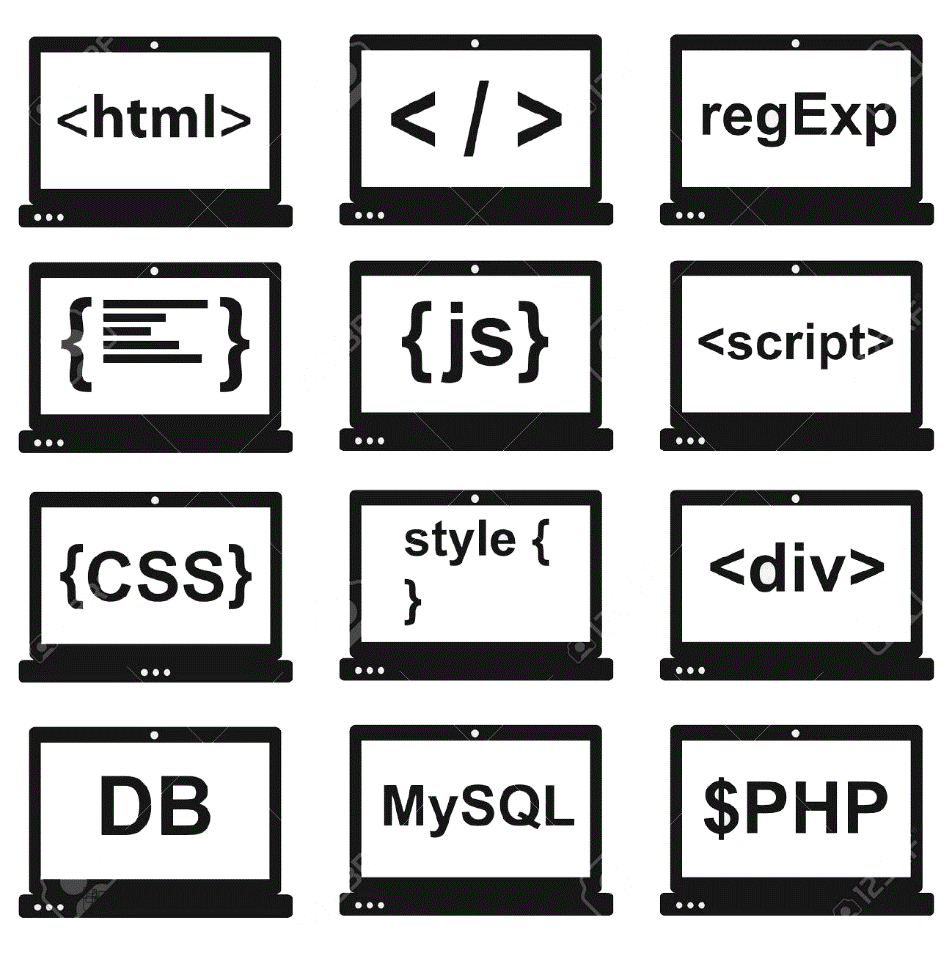 <html>
</>
regExp
{ }
{js}
<script>
{CSS}
style {
}
<div>
DB
MySQL
$PHP